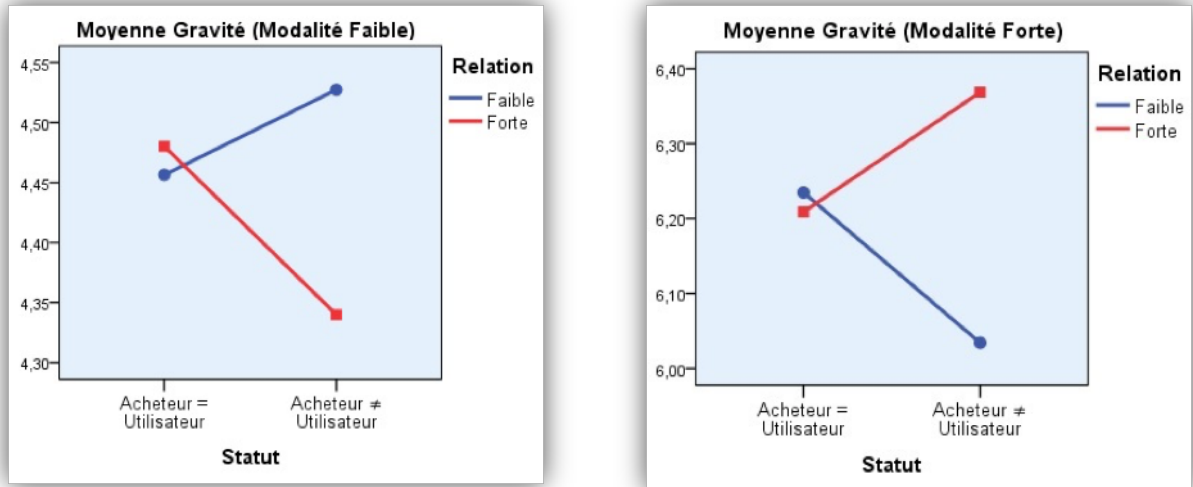 Moyenne Gravité (Modalité Faible)
4,55
4,50
4,45
4,40
4,35
4,30
Relation
Faible
Forte
Acheteur =
Utilisateur
Acheteur ≠
Utilisateur
Statut
Moyenne Gravité (Modalité Forte)
6,40
6,30
6,20
6,10
6,00
Relation
Faible
Forte
Acheteur =
Utilisateur
Acheteur ≠
Utilisateur
Statut